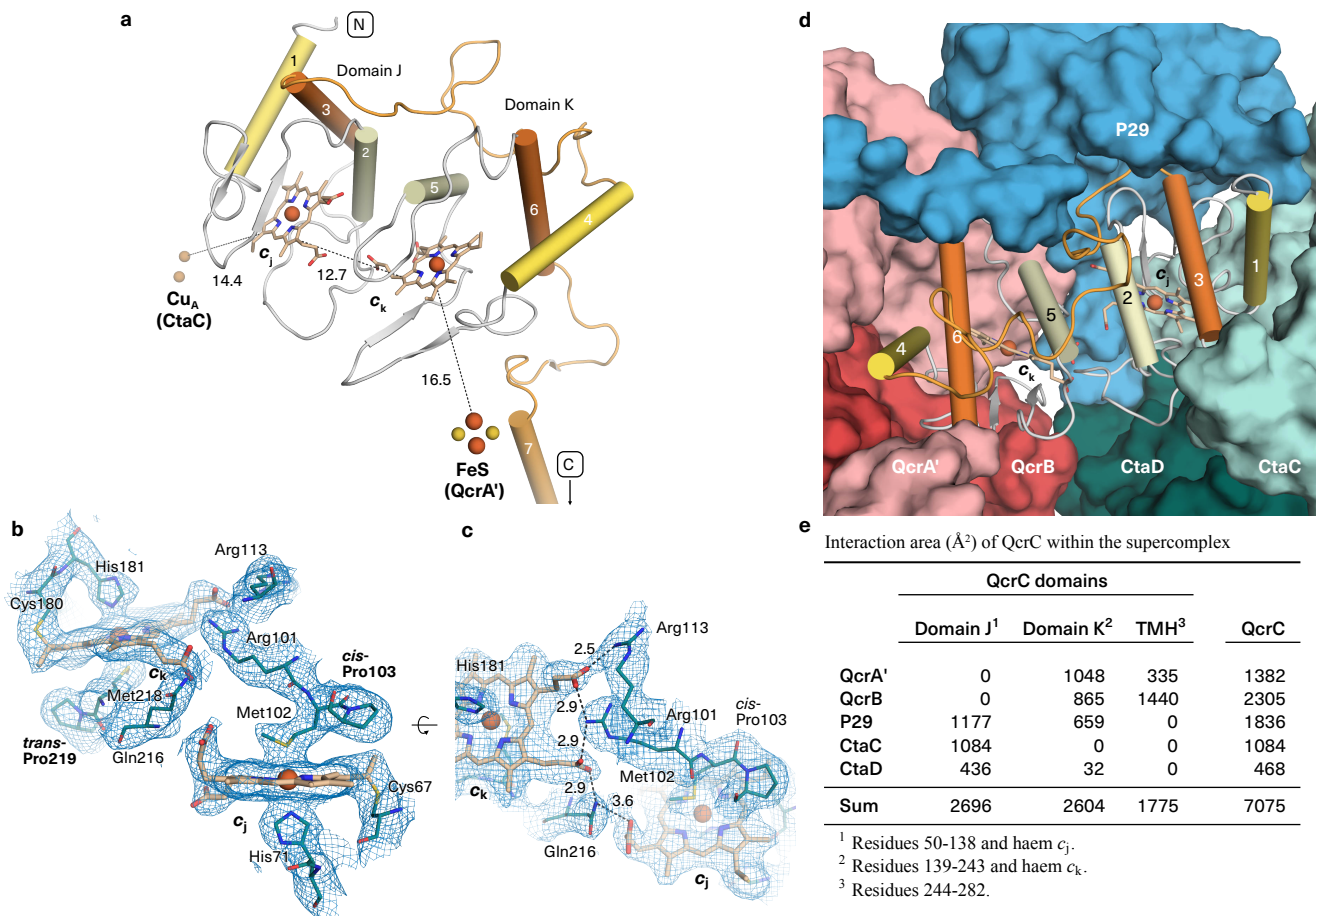 a
N
1
Domain J
3
2
Domain K
5
6
4
c_j
14.4
12.7
c_k
Cu_A
(CtaC)
16.5
FeS
(QcrA')
7
C
b
Arg113
His181
Cys180
Arg101
c_k
cis-
Pro103
Met218
Met102
trans-
Pro219
Gln216
c_j
Cys67
His71
c
Arg113
2.5
His181
2.9
Arg101
cis-
Pro103
2.9
Met102
c_k
2.9
3.6
Gln216
c_j
d
P29
c_j
1
3
2
5
6
4
c_k
QcrA'
QcrB
CtaD
CtaC
e
Interaction area (Å²) of QcrC within the supercomplex
QcrC domains
Domain J¹ Domain K² TMH³ QcrC
QcrA' 0 1048 335 1382
QcrB 0 865 1440 2305
P29 1177 659 0 1836
CtaC 1084 0 0 1084
CtaD 436 32 0 468
Sum 2696 2604 1775 7075
¹ Residues 50-138 and haem c_j.
² Residues 139-243 and haem c_k.
³ Residues 244-282.